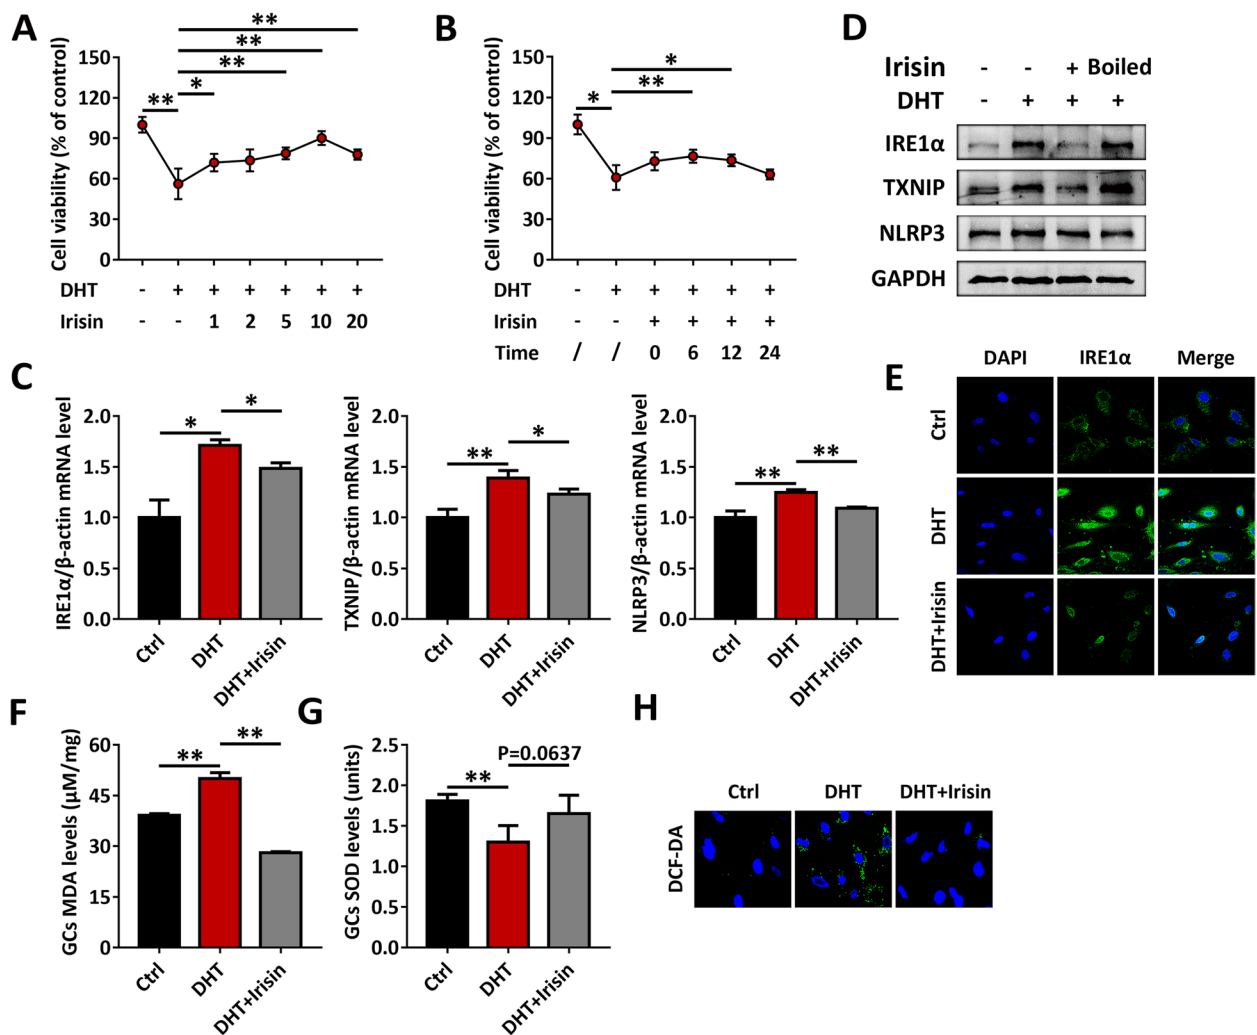 A
Cell viability (% of control)
150
120
90
60
30
0
** * ** ** **
DHT - + + + + + +
Irisin - - 1 2 5 10 20
B
Cell viability (% of control)
150
120
90
60
30
0
* ** *
DHT - + + + + +
Irisin - - + + + +
Time / / 0 6 12 24
D
Irisin - - + Boiled
DHT - + + +
IRE1α
TXNIP
NLRP3
GAPDH
C
IRE1α/β-actin mRNA level
2.0
1.5
1.0
0.5
0.0
* *
Ctrl DHT DHT+Irisin
TXNIP/β-actin mRNA level
2.0
1.5
1.0
0.5
0.0
** *
Ctrl DHT DHT+Irisin
NLRP3/β-actin mRNA level
2.0
1.5
1.0
0.5
0.0
** **
Ctrl DHT DHT+Irisin
E
DAPI IRE1α Merge
Ctrl
DHT
DHT+Irisin
F
GCs MDA levels (μM/mg)
60
45
30
15
0
** **
Ctrl DHT DHT+Irisin
G
GCs SOD levels (units)
2.5
2.0
1.5
1.0
0.5
0.0
** P=0.0637
Ctrl DHT DHT+Irisin
H
Ctrl DHT DHT+Irisin
DCF-DA